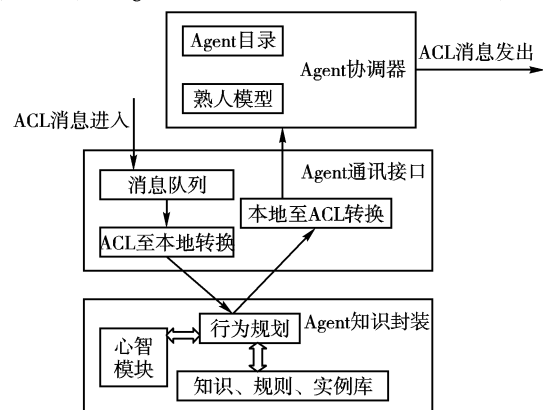 Agent目录
Agent协调器
熟人模型
ACL消息发出
ACL消息进入
Agent通讯接口
消息队列
本地至ACL转换
ACL至本地转换
行为规划
Agent知识封装
心智
模块
知识、规则、实例库